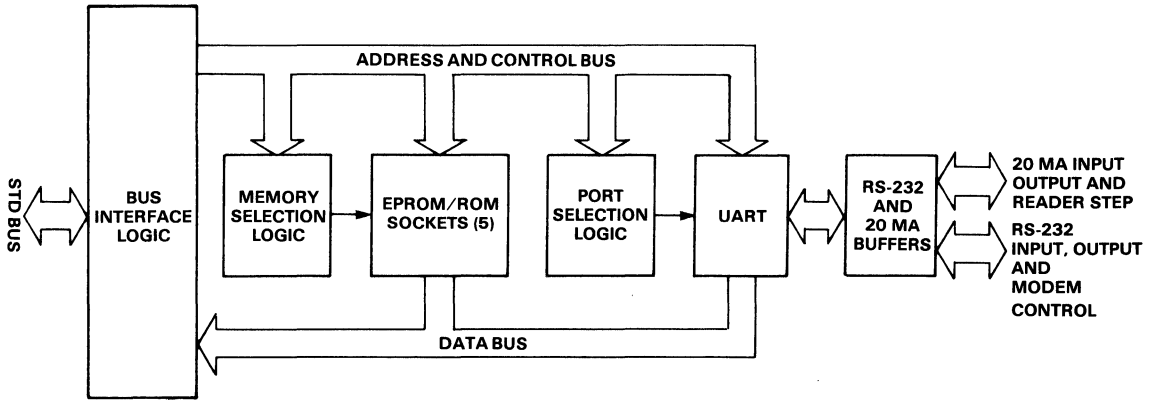 ADDRESS AND CONTROL BUS
STD BUS
BUS
INTERFACE
LOGIC
MEMORY
SELECTION
LOGIC
EPROM/ROM
SOCKETS (5)
PORT
SELECTION
LOGIC
UART
RS-232
AND
20 MA
BUFFERS
20 MA INPUT
OUTPUT AND
READER STEP
RS-232
INPUT, OUTPUT
AND
MODEM
CONTROL
DATA BUS